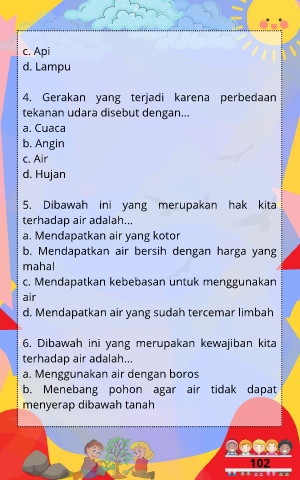 c. Api
d. Lampu
4. Gerakan yang terjadi karena perbedaan
tekanan udara disebut dengan...
a. Cuaca
b. Angin
c. Air
d. Hujan
5. Dibawah ini yang merupakan hak kita
terhadap air adalah...
a. Mendapatkan air yang kotor
b. Mendapatkan air bersih dengan harga yang
mahal
c. Mendapatkan kebebasan untuk menggunakan
air
d. Mendapatkan air yang sudah tercemar limbah
6. Dibawah ini yang merupakan kewajiban kita
terhadap air adalah...
a. Menggunakan air dengan boros
b. Menebang pohon agar air tidak dapat
menyerap dibawah tanah
102